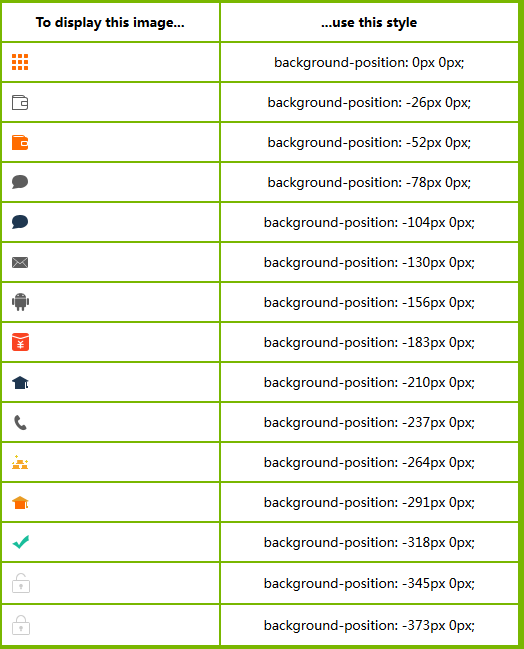 To display this image... ...use this style
background-position: 0px 0px;
background-position: -26px 0px;
background-position: -52px 0px;
background-position: -78px 0px;
background-position: -104px 0px;
background-position: -130px 0px;
background-position: -156px 0px;
¥ background-position: -183px 0px;
background-position: -210px 0px;
background-position: -237px 0px;
background-position: -264px 0px;
background-position: -291px 0px;
background-position: -318px 0px;
background-position: -345px 0px;
background-position: -373px 0px;